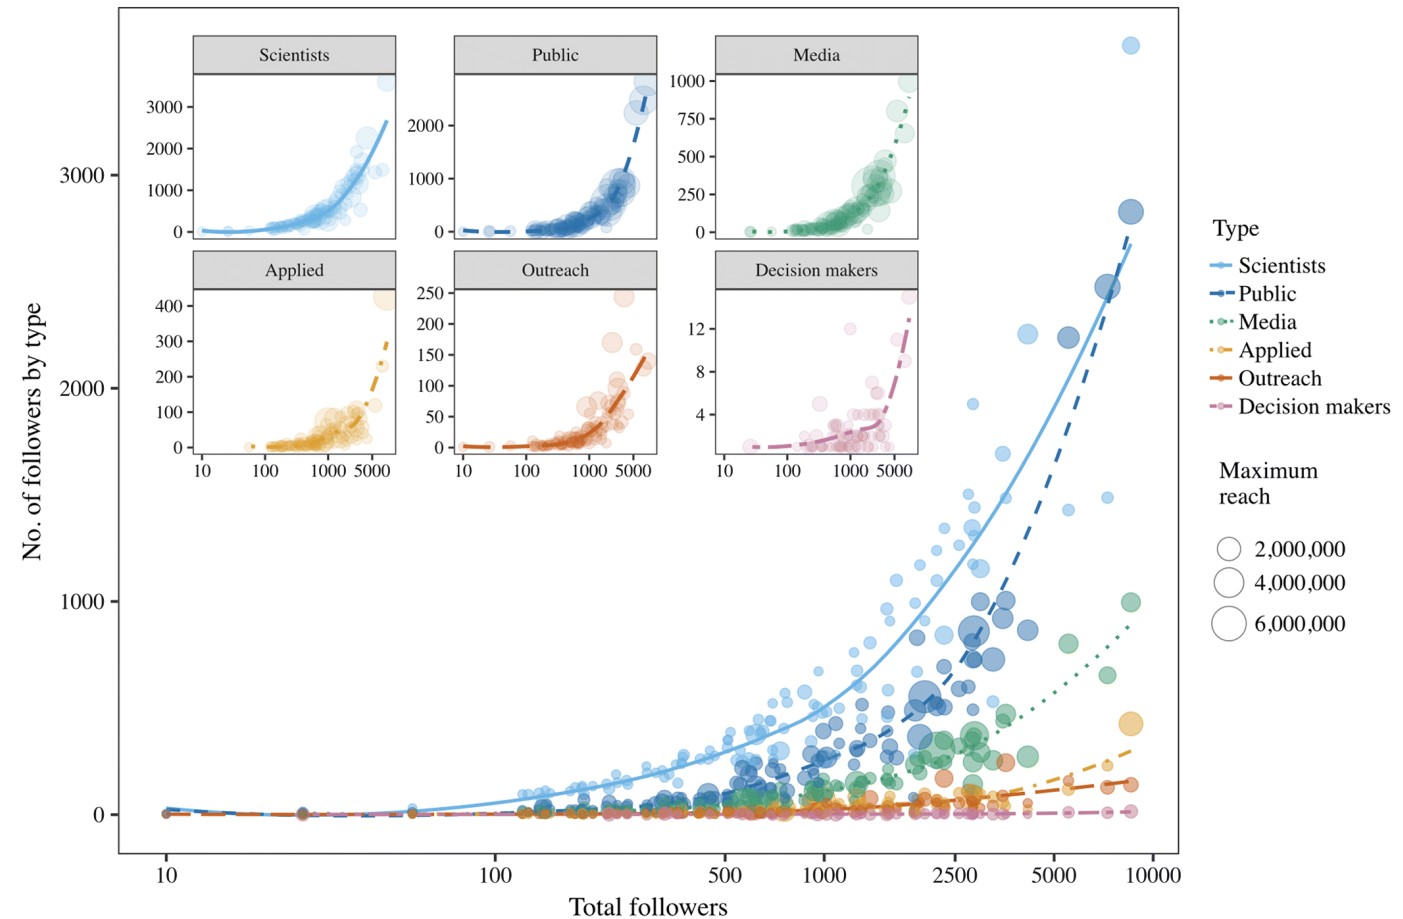 Scientists
Public
Media
3000
2000
1000
0
2000
1000
0
1000
750
500
250
0
Applied
Outreach
Decision makers
400
300
200
100
0
250
200
150
100
50
0
12
8
4
10 100 1000 5000
10 100 1000 5000
10 100 1000 5000
No. of followers by type
3000
2000
1000
0
10 100 500 1000 2500 5000 10000
Total followers
Type
Scientists
Public
Media
Applied
Outreach
Decision makers
Maximum
reach
2,000,000
4,000,000
6,000,000